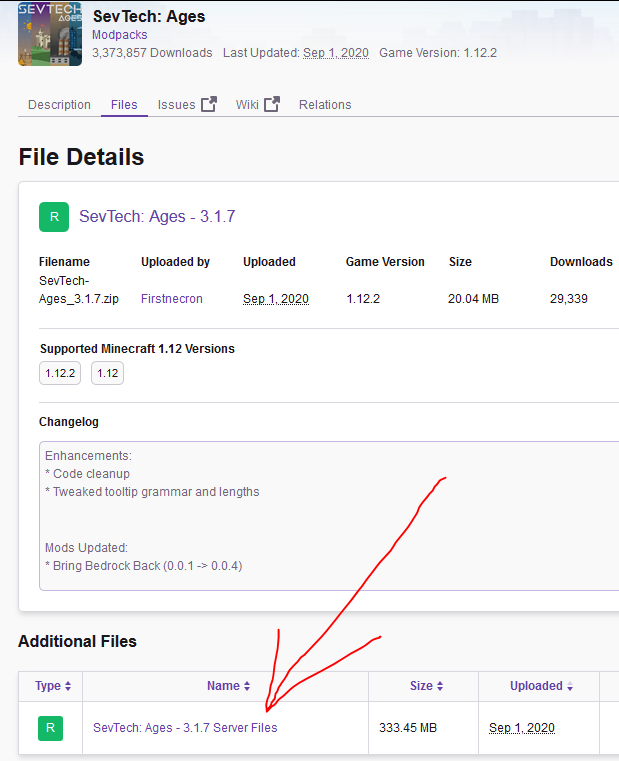 SEVTECH
AGES
SevTech: Ages
Modpacks
3,373,857 Downloads Last Updated: Sep 1, 2020 Game Version: 1.12.2
Description Files Issues Wiki Relations
File Details
R SevTech: Ages - 3.1.7
Filename Uploaded by Uploaded Game Version Size Downloads
SevTech-
Ages_3.1.7.zip Firstnecron Sep 1, 2020 1.12.2 20.04 MB 29,339
Supported Minecraft 1.12 Versions
1.12.2 1.12
Changelog
Enhancements:
* Code cleanup
* Tweaked tooltip grammar and lengths
Mods Updated:
* Bring Bedrock Back (0.0.1 -> 0.0.4)
Additional Files
Type Name Size Uploaded
R SevTech: Ages - 3.1.7 Server Files 333.45 MB Sep 1, 2020